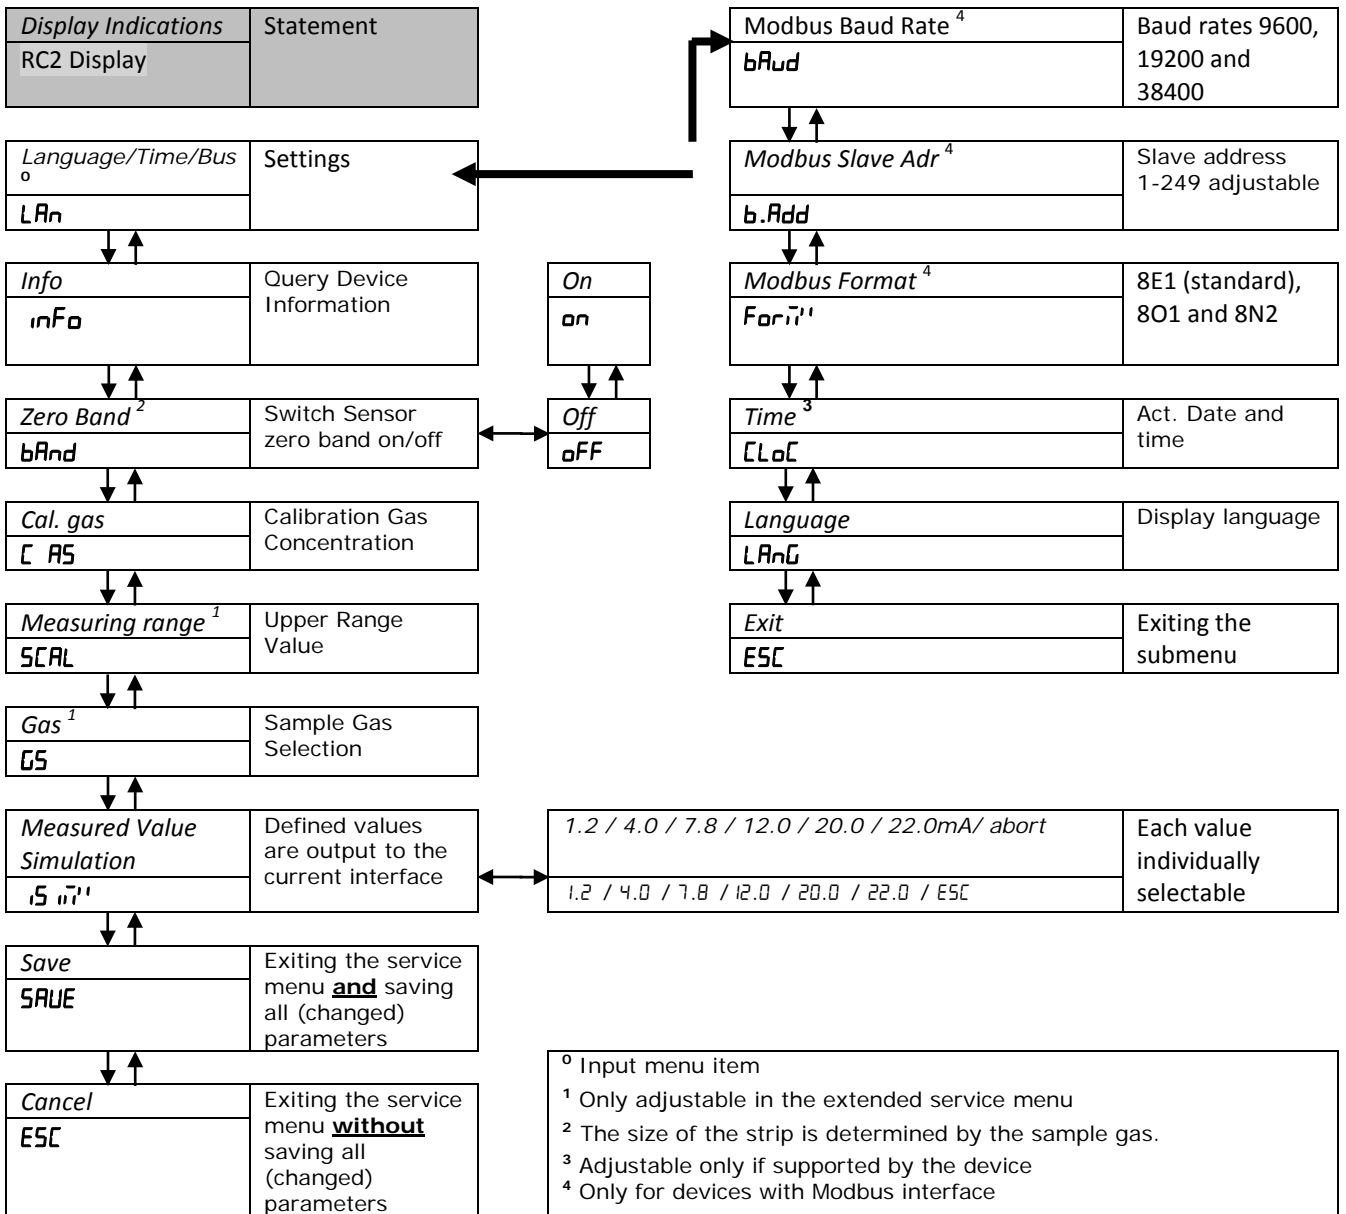 Display Indications
Statement
RC2 Display
Language/Time/Bus
o
Settings
LAn
Info
Query Device
Information
inFo
Zero Band 2
Switch Sensor
zero band on/off
bAnd
On
on
Off
oFF
Cal. gas
Calibration Gas
Concentration
C AS
Measuring range 1
Upper Range
Value
SCAL
Gas 1
Sample Gas
Selection
GS
Measured Value
Simulation
Defined values
are output to the
current interface
1.2 / 4.0 / 7.8 / 12.0 / 20.0 / 22.0mA/ abort
1.2 / 4.0 / 7.8 / 12.0 / 20.0 / 22.0 / ESC
Each value
individually
selectable
Save
Exiting the service
menu and saving
all (changed)
parameters
SAVE
Cancel
Exiting the service
menu without
saving all
(changed)
parameters
ESC
Modbus Baud Rate 4
Baud rates 9600,
19200 and
38400
bAud
Modbus Slave Adr 4
Slave address
1-249 adjustable
b.Add
Modbus Format 4
8E1 (standard),
8O1 and 8N2
Time 3
Act. Date and
time
CLoC
Language
Display language
LAnG
Exit
Exiting the
submenu
ESC
o Input menu item
1 Only adjustable in the extended service menu
2 The size of the strip is determined by the sample gas.
3 Adjustable only if supported by the device
4 Only for devices with Modbus interface